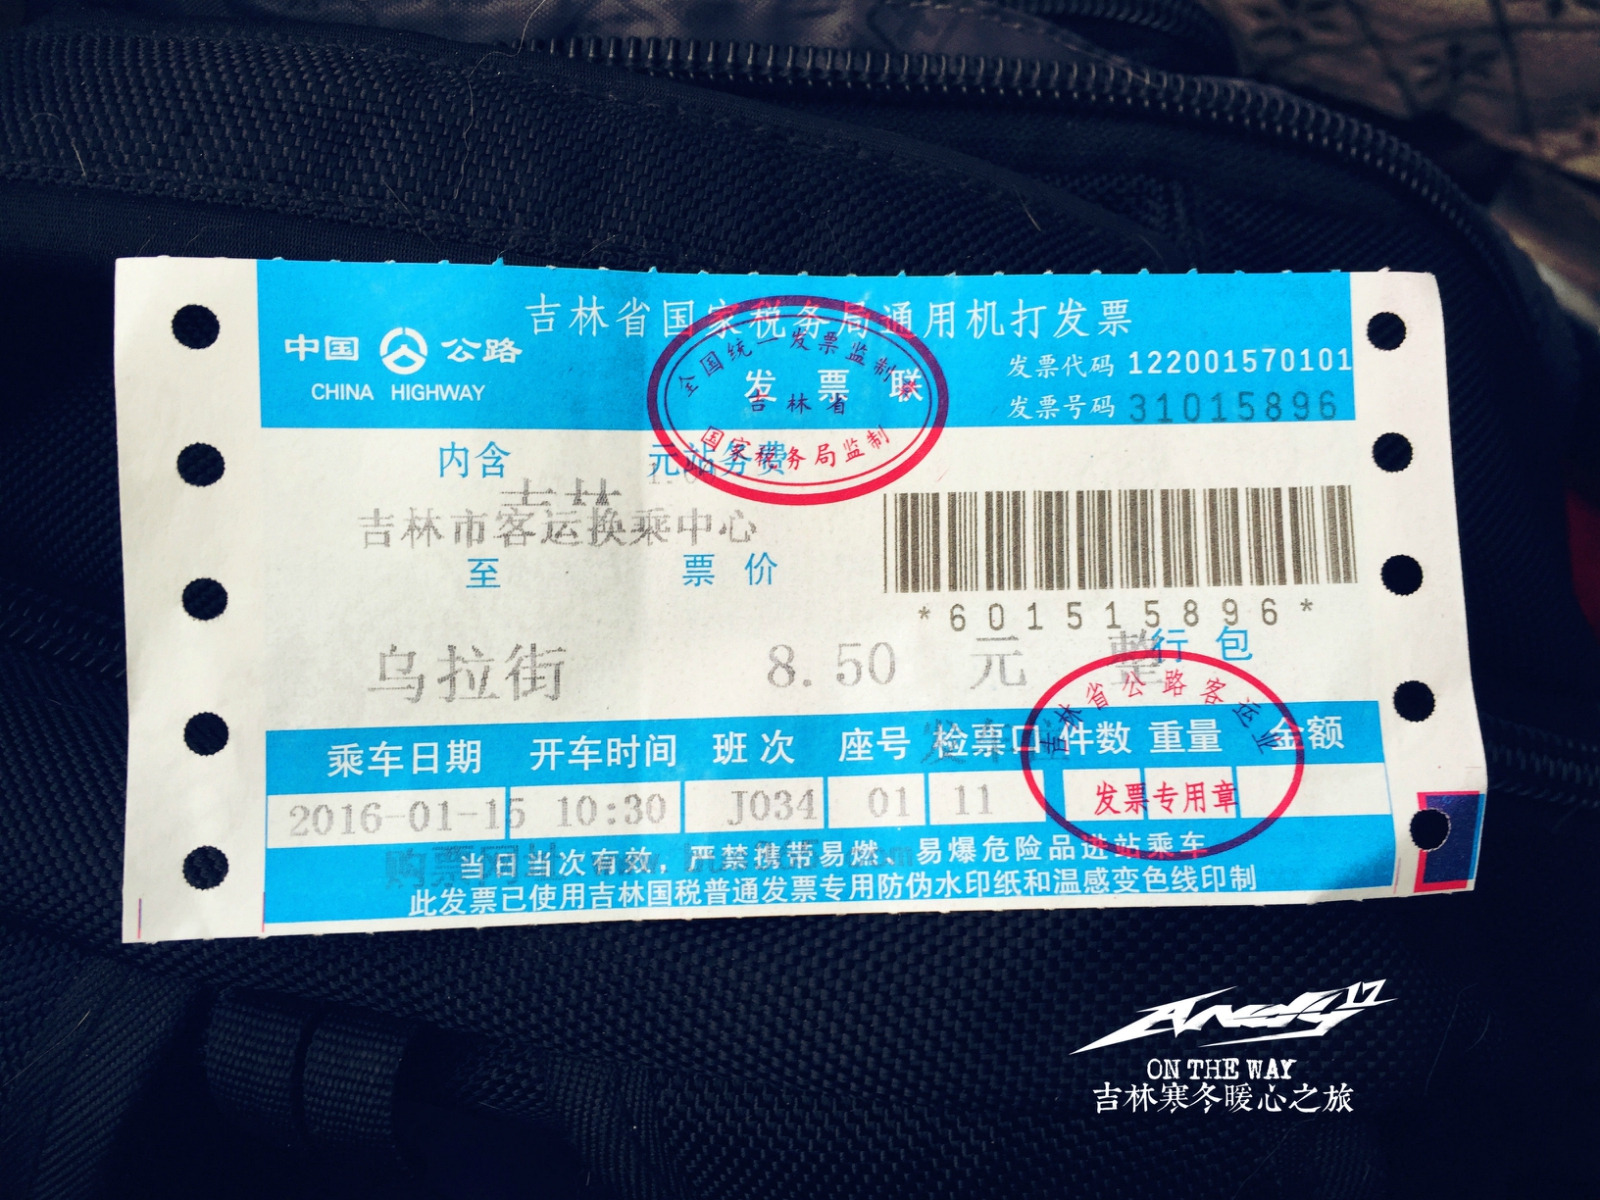 吉林省国家税务局通用机打发票
中国 公路
CHINA HIGHWAY
全国统一发票监制章
发票联
吉林省
国家税务局监制
发票代码 122001570101
发票号码 31015896
内含 元站务费
吉林
吉林市客运换乘中心
至 票价
*601515896*
乌拉街 8.50 元 整
行包
吉林省公路客运业
发票专用章
乘车日期 开车时间 班次 座号 检票口 件数 重量 金额
2016-01-15 10:30 J034 01 11
当日当次有效，严禁携带易燃、易爆危险品进站乘车
购票网址
此发票已使用吉林国税普通发票专用防伪水印纸和温感变色线印制
Andy17
ON THE WAY
吉林寒冬暖心之旅